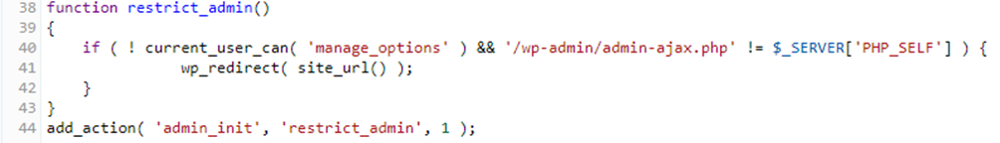 38 function restrict_admin()
39 {
40     if ( ! current_user_can( 'manage_options' ) && '/wp-admin/admin-ajax.php' != $_SERVER['PHP_SELF'] ) {
41             wp_redirect( site_url() );
42     }
43 }
44 add_action( 'admin_init', 'restrict_admin', 1 );